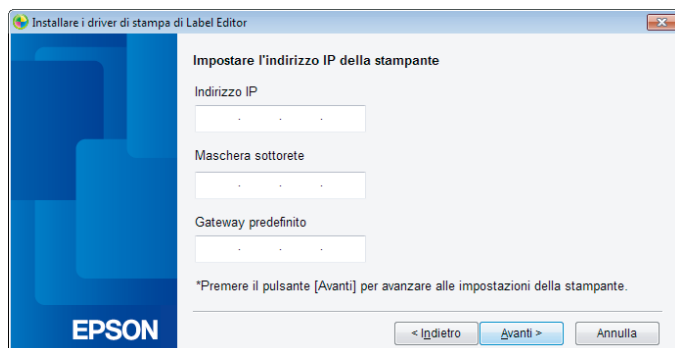 Installare i driver di stampa di Label Editor
Impostare l'indirizzo IP della stampante
Indirizzo IP
. . .
Maschera sottorete
. . .
Gateway predefinito
. . .
*Premere il pulsante [Avanti] per avanzare alle impostazioni della stampante.
EPSON
< Indietro Avanti > Annulla